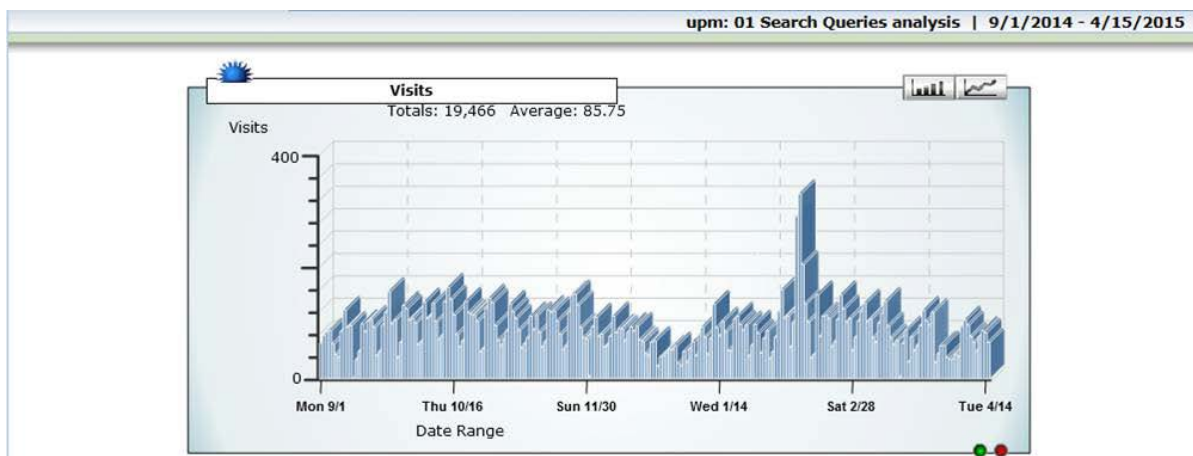 upm: 01 Search Queries analysis | 9/1/2014 - 4/15/2015
Visits
Totals: 19,466 Average: 85.75
Visits
400
0
Mon 9/1 Thu 10/16 Sun 11/30 Wed 1/14 Sat 2/28 Tue 4/14
Date Range